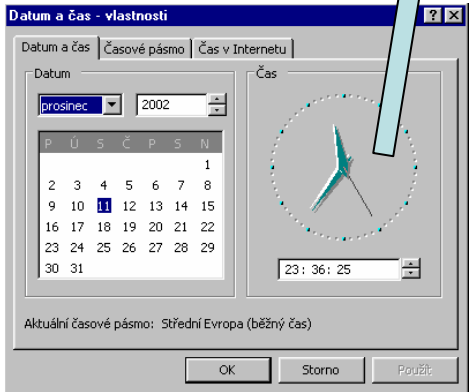 Datum a čas - vlastnosti
Datum a čas Časové pásmo Čas v Internetu
Datum
prosinec 2002
P Ú S Č P S N
1
2 3 4 5 6 7 8
9 10 11 12 13 14 15
16 17 18 19 20 21 22
23 24 25 26 27 28 29
30 31
Čas
23: 36: 25
Aktuální časové pásmo: Střední Evropa (běžný čas)
OK Storno Použít